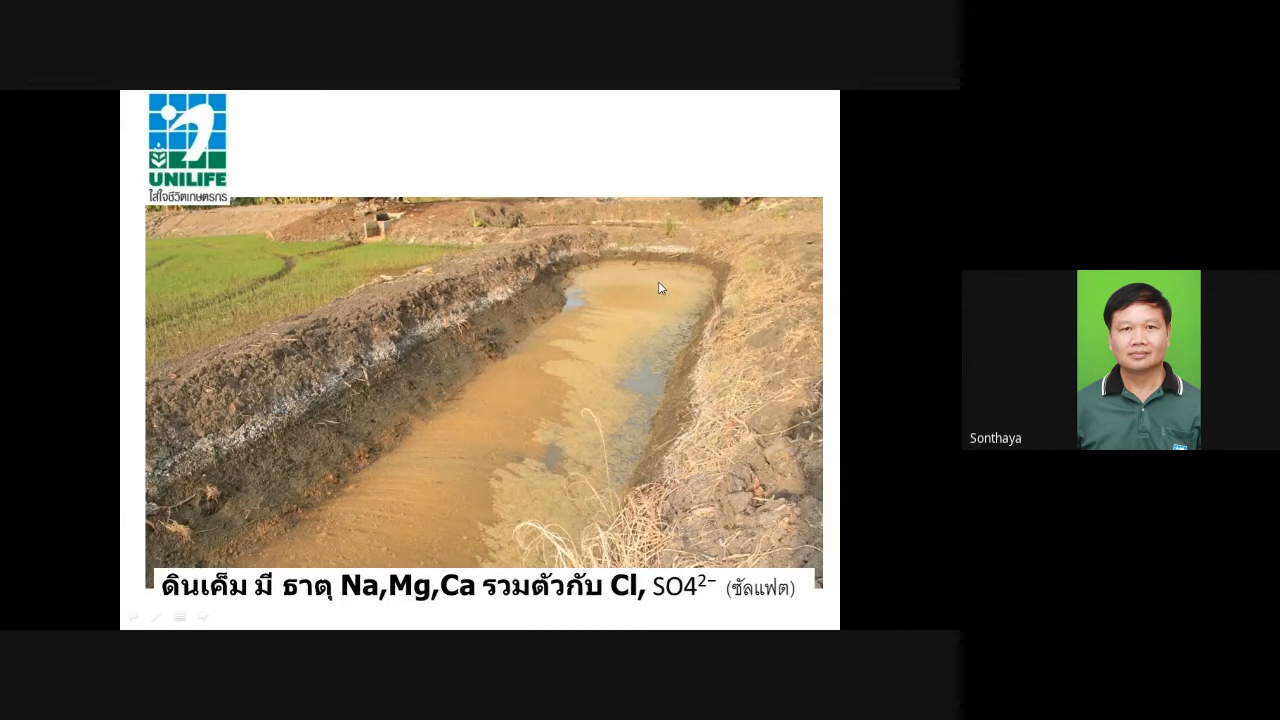 UNILIFE
ใส่ใจชีวิตเกษตรกร
ดินเค็ม มี ธาตุ Na,Mg,Ca รวมตัวกับ Cl, SO4²⁻ (ซัลแฟต)
Sonthaya